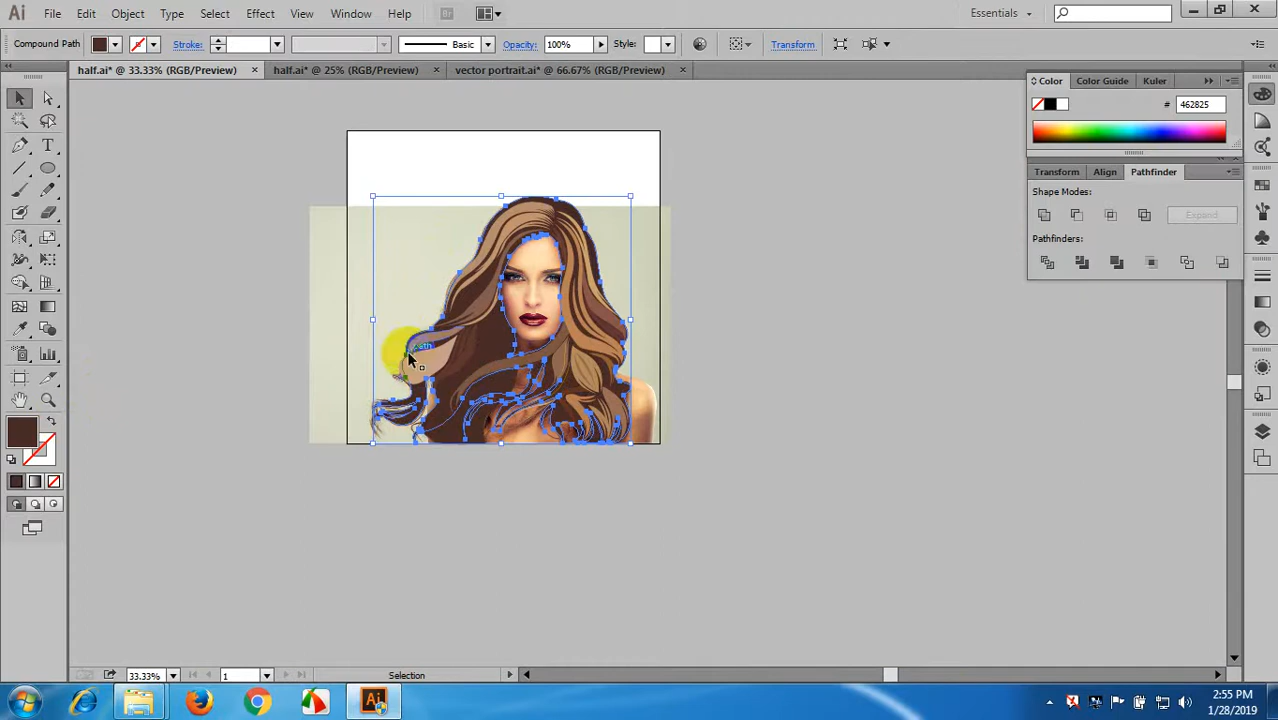 Ai File Edit Object Type Select Effect View Window Help Br Essentials
Compound Path Stroke: Basic Opacity: 100% Style: Transform
half.ai* @ 33.33% (RGB/Preview) × half.ai* @ 25% (RGB/Preview) × vector portrait.ai* @ 66.67% (RGB/Preview) ×
Color Color Guide Kuler
# 462825
Transform Align Pathfinder
Shape Modes:
Expand
Pathfinders:
33.33% 1 Selection
Ai
2:55 PM
1/28/2019